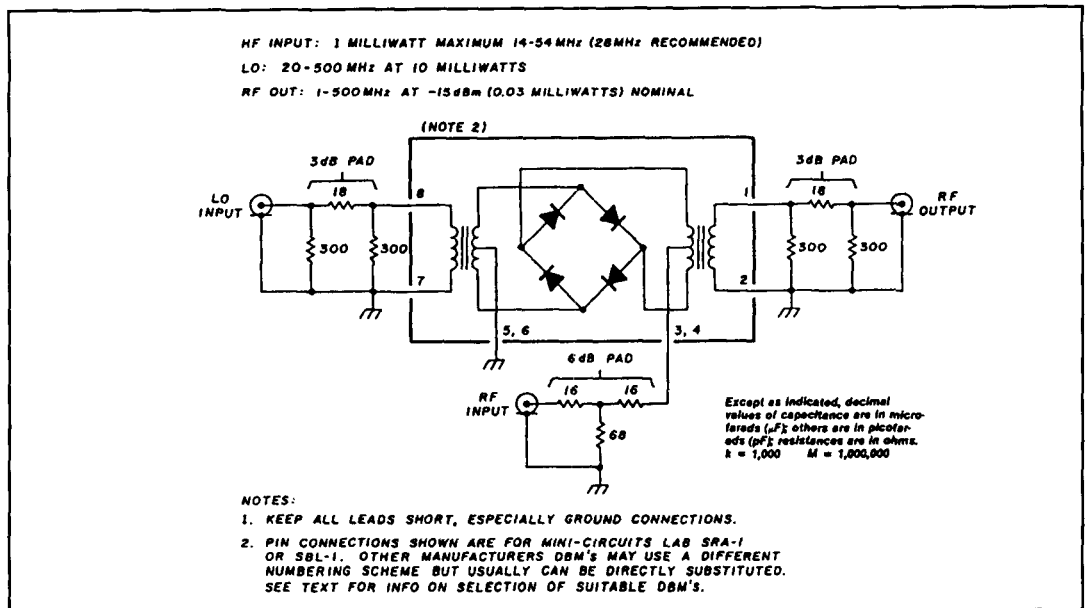 HF INPUT: 1 MILLIWATT MAXIMUM 14-54MHz (28MHz RECOMMENDED)
LO: 20-500MHz AT 10 MILLIWATTS
RF OUT: 1-500MHz AT -15dBm (0.03 MILLIWATTS) NOMINAL
(NOTE 2)
3dB PAD
18
LO
INPUT
300
300
8
7
5, 6
3, 4
1
2
3dB PAD
18
RF
OUTPUT
300
300
6dB PAD
16
16
RF
INPUT
68
Except as indicated, decimal
values of capacitance are in micro-
farads (μF); others are in picofar-
ads (pF); resistances are in ohms.
k = 1,000 M = 1,000,000
NOTES:
1. KEEP ALL LEADS SHORT, ESPECIALLY GROUND CONNECTIONS.
2. PIN CONNECTIONS SHOWN ARE FOR MINI-CIRCUITS LAB SRA-1
OR SBL-1. OTHER MANUFACTURERS DBM's MAY USE A DIFFERENT
NUMBERING SCHEME BUT USUALLY CAN BE DIRECTLY SUBSTITUTED.
SEE TEXT FOR INFO ON SELECTION OF SUITABLE DBM's.